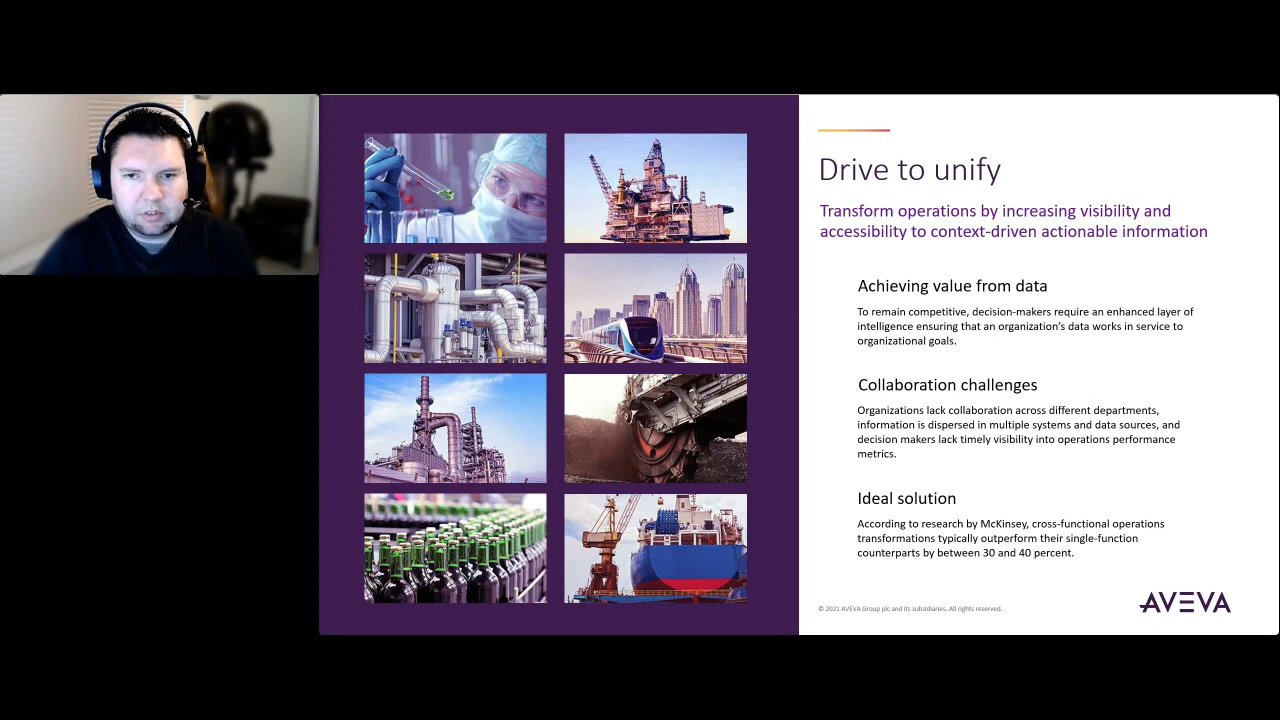 Drive to unify
Transform operations by increasing visibility and
accessibility to context-driven actionable information
Achieving value from data
To remain competitive, decision-makers require an enhanced layer of
intelligence ensuring that an organization's data works in service to
organizational goals.
Collaboration challenges
Organizations lack collaboration across different departments,
information is dispersed in multiple systems and data sources, and
decision makers lack timely visibility into operations performance
metrics.
Ideal solution
According to research by McKinsey, cross-functional operations
transformations typically outperform their single-function
counterparts by between 30 and 40 percent.
© 2021 AVEVA Group plc and its subsidiaries. All rights reserved.
AVEVA